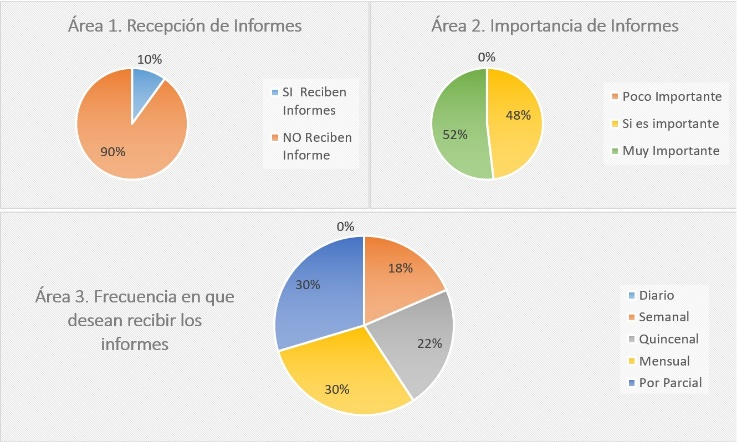 Área 1. Recepción de Informes
10%
90%
SI  Reciben
Informes
NO Reciben
Informe
Área 2. Importancia de Informes
0%
48%
52%
Poco Importante
Si es importante
Muy Importante
Área 3. Frecuencia en que
desean recibir los
informes
0%
18%
22%
30%
30%
Diario
Semanal
Quincenal
Mensual
Por Parcial